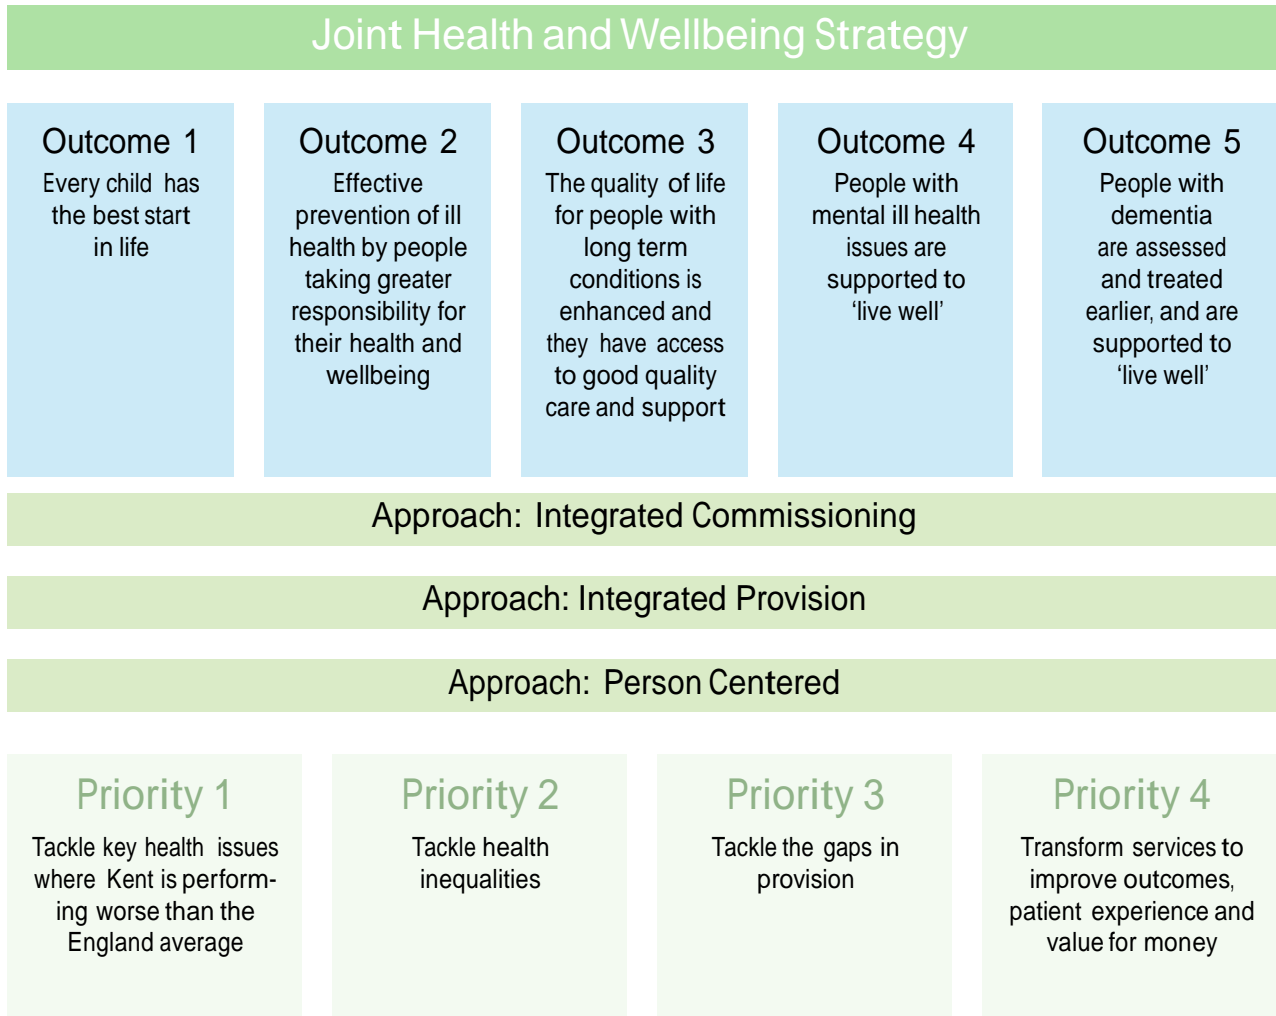 Joint Health and Wellbeing Strategy
Outcome 1
Every child has
the best start
in life
Outcome 2
Effective
prevention of ill
health by people
taking greater
responsibility for
their health and
wellbeing
Outcome 3
The quality of life
for people with
long term
conditions is
enhanced and
they have access
to good quality
care and support
Outcome 4
People with
mental ill health
issues are
supported to
‘live well’
Outcome 5
People with
dementia
are assessed
and treated
earlier, and are
supported to
‘live well’
Approach: Integrated Commissioning
Approach: Integrated Provision
Approach: Person Centered
Priority 1
Tackle key health issues
where Kent is perform-
ing worse than the
England average
Priority 2
Tackle health
inequalities
Priority 3
Tackle the gaps in
provision
Priority 4
Transform services to
improve outcomes,
patient experience and
value for money